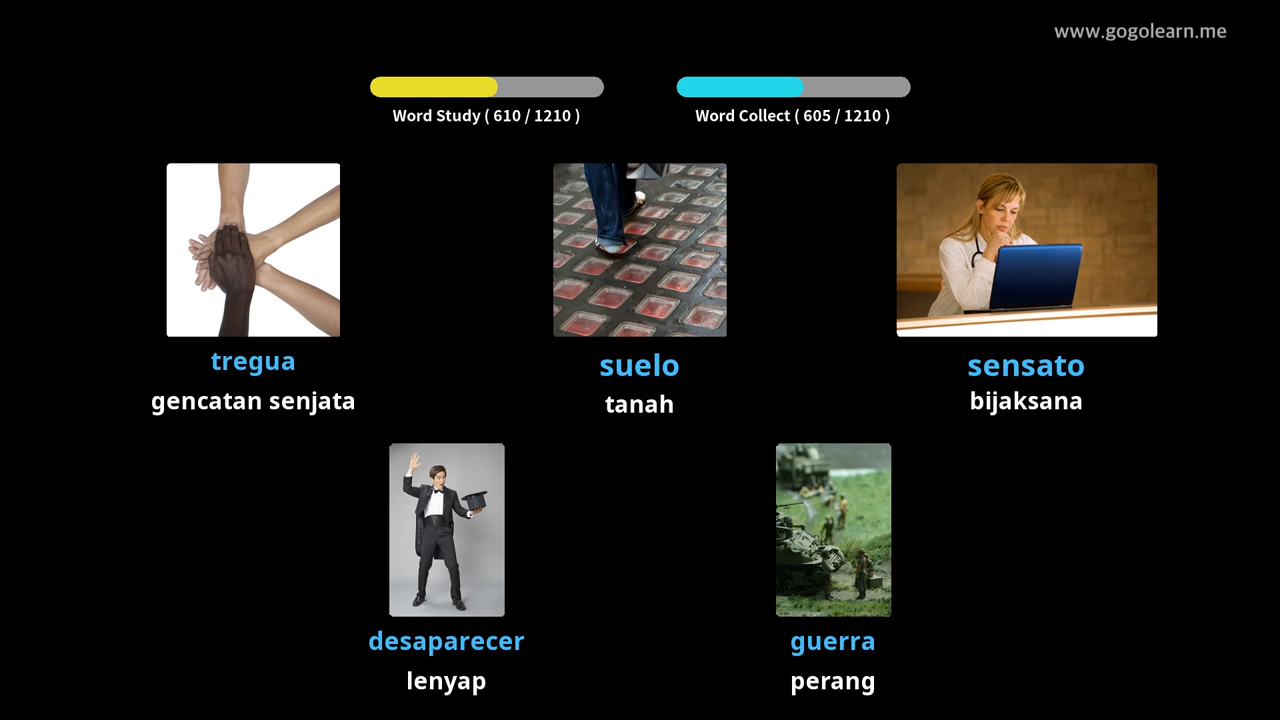 www.gogolearn.me
Word Study ( 610 / 1210 )
Word Collect ( 605 / 1210 )
tregua
gencatan senjata
suelo
tanah
sensato
bijaksana
desaparecer
lenyap
guerra
perang